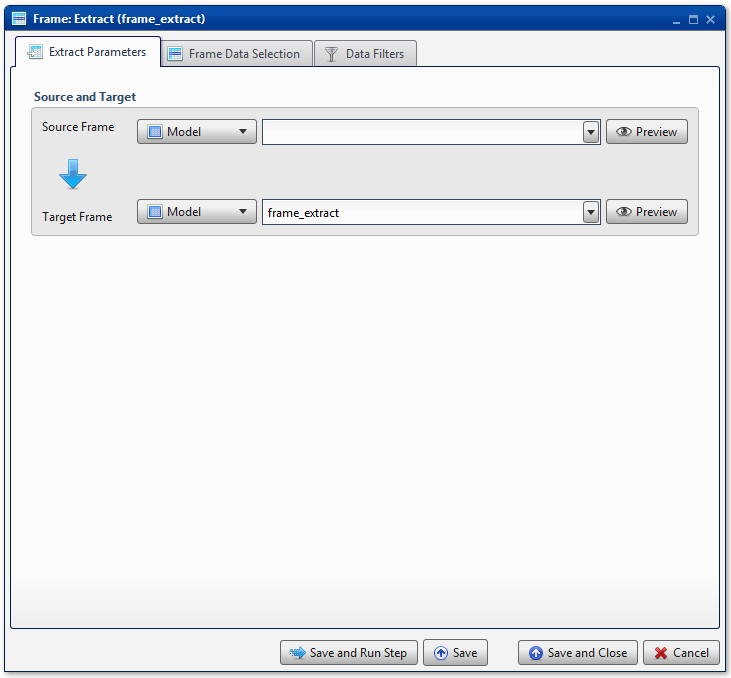 Frame: Extract (frame_extract)
Extract Parameters
Frame Data Selection
Data Filters
Source and Target
Source Frame
Model
Preview
Target Frame
Model
frame_extract
Preview
Save and Run Step
Save
Save and Close
Cancel